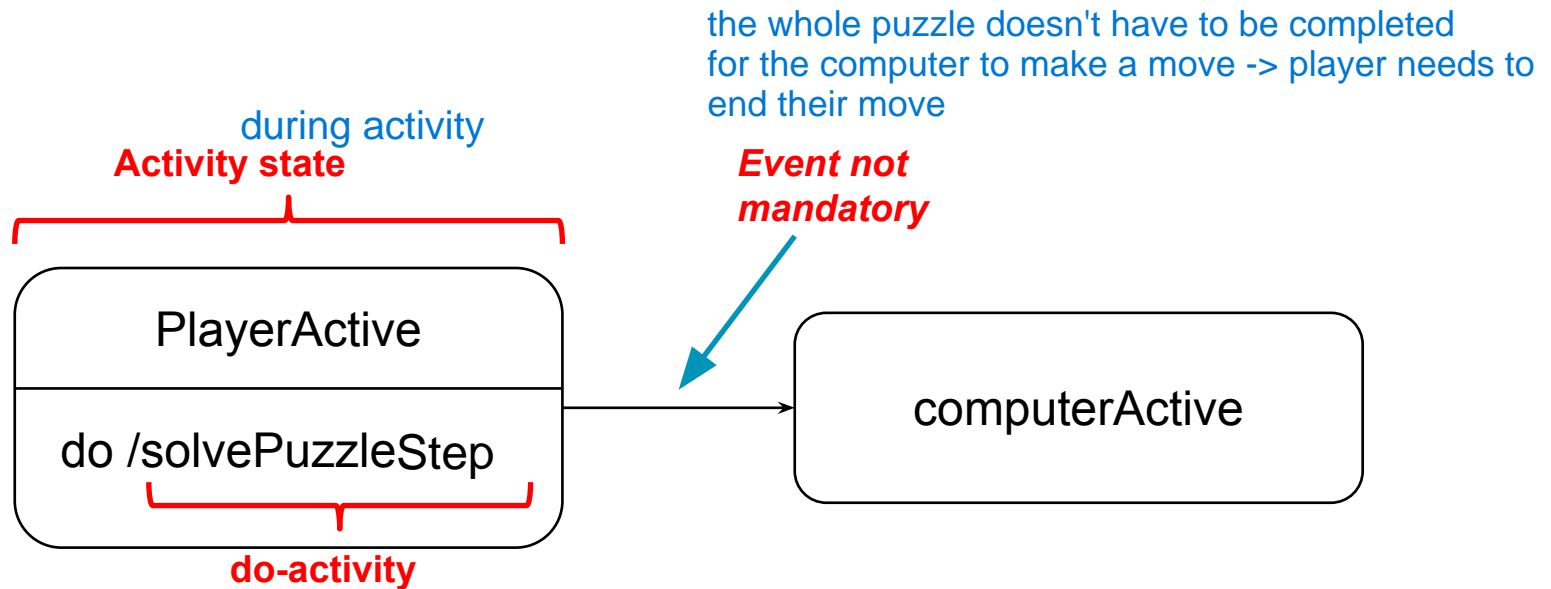 the whole puzzle doesn't have to be completed
for the computer to make a move -> player needs to
end their move
during activity
Activity state
Event not
mandatory
PlayerActive
do /solvePuzzleStep
do-activity
computerActive